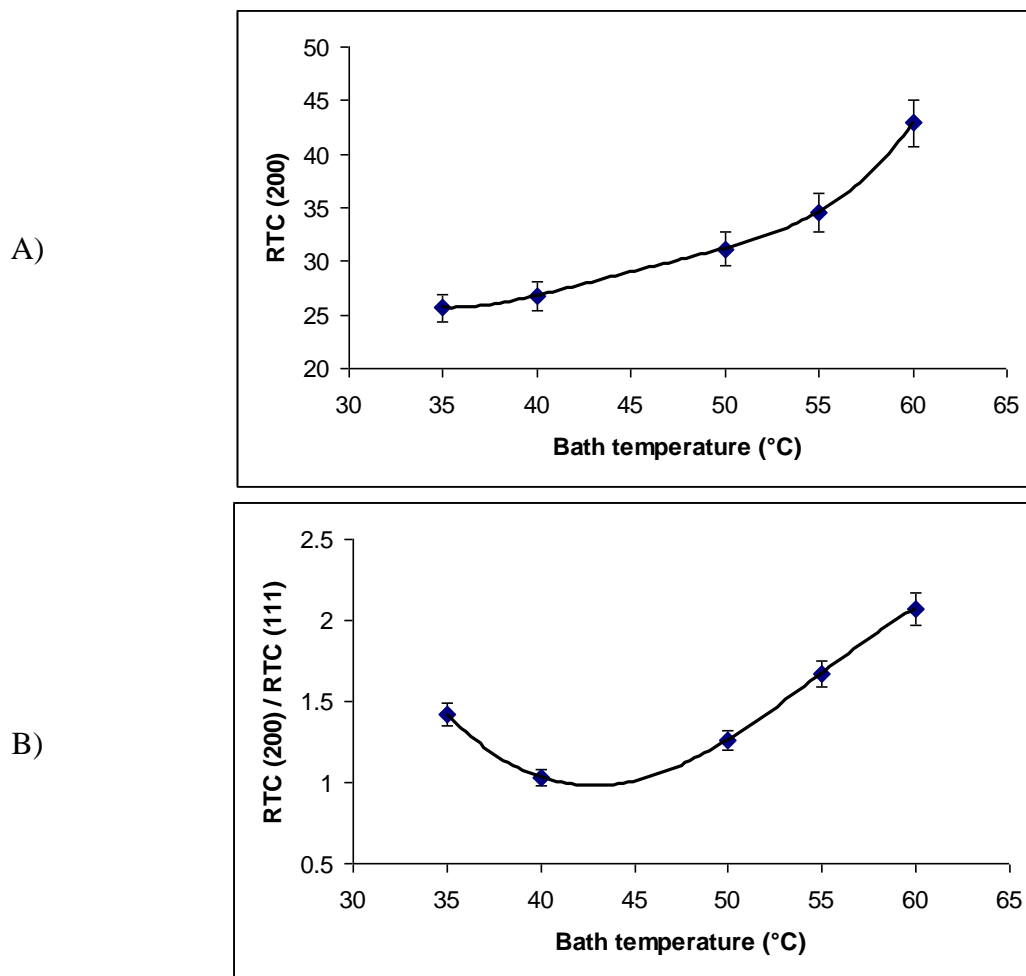 A)
RTC (200)
50
45
40
35
30
25
20
30 35 40 45 50 55 60 65
Bath temperature (°C)
B)
RTC (200) / RTC (111)
2.5
2
1.5
1
0.5
30 35 40 45 50 55 60 65
Bath temperature (°C)